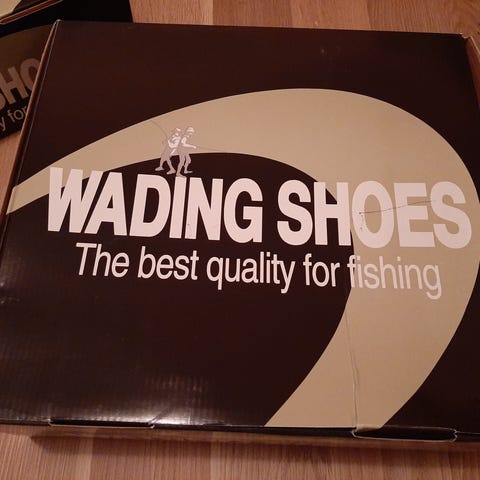 WADING SHOES
The best quality for fishing